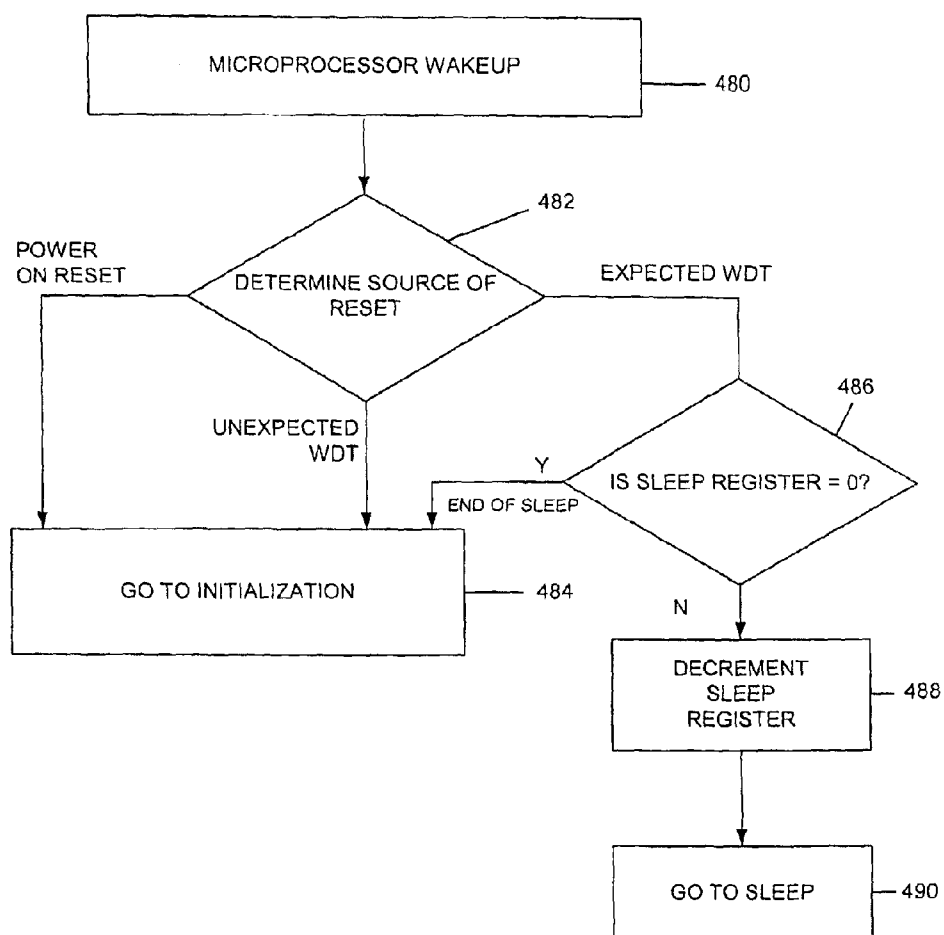 MICROPROCESSOR WAKEUP
480
482
POWER
ON RESET
DETERMINE SOURCE OF
RESET
EXPECTED WDT
486
UNEXPECTED
WDT
Y
END OF SLEEP
IS SLEEP REGISTER = 0?
GO TO INITIALIZATION
484
N
DECREMENT
SLEEP
REGISTER
488
GO TO SLEEP
490